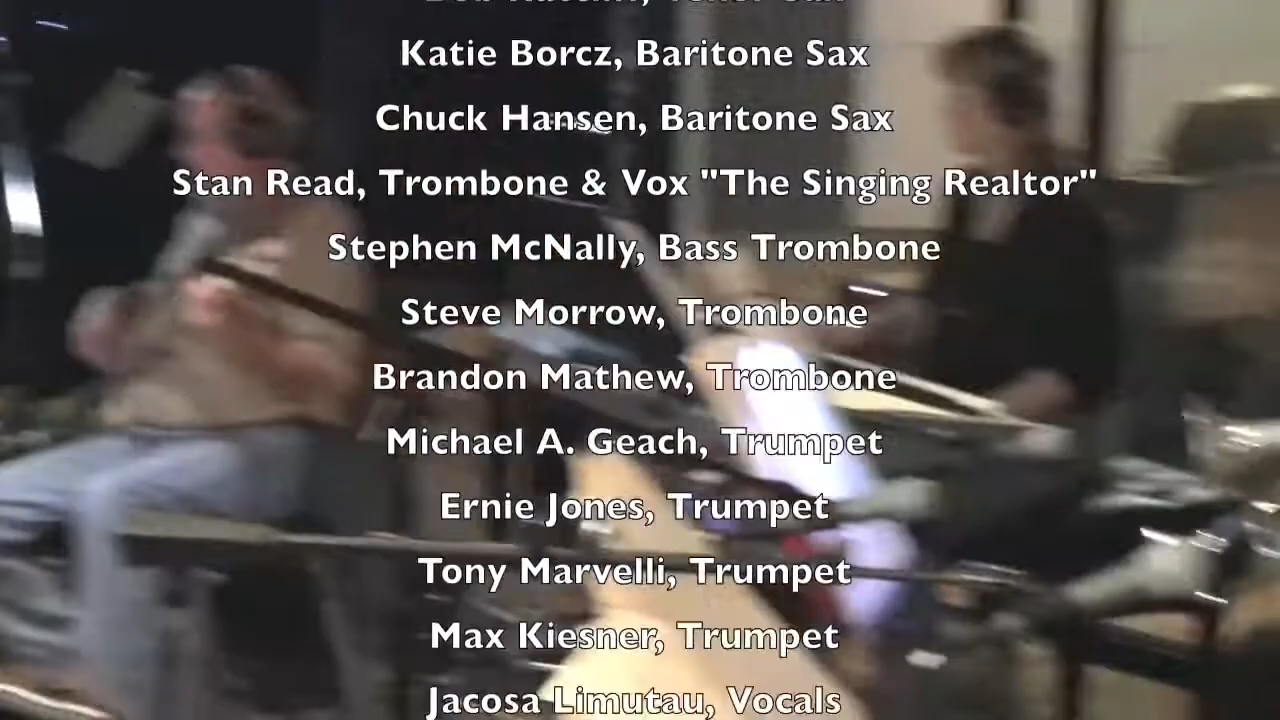 Katie Borcz, Baritone Sax
Chuck Hansen, Baritone Sax
Stan Read, Trombone & Vox "The Singing Realtor"
Stephen McNally, Bass Trombone
Steve Morrow, Trombone
Brandon Mathew, Trombone
Michael A. Geach, Trumpet
Ernie Jones, Trumpet
Tony Marvelli, Trumpet
Max Kiesner, Trumpet
Jacosa Limutau, Vocals